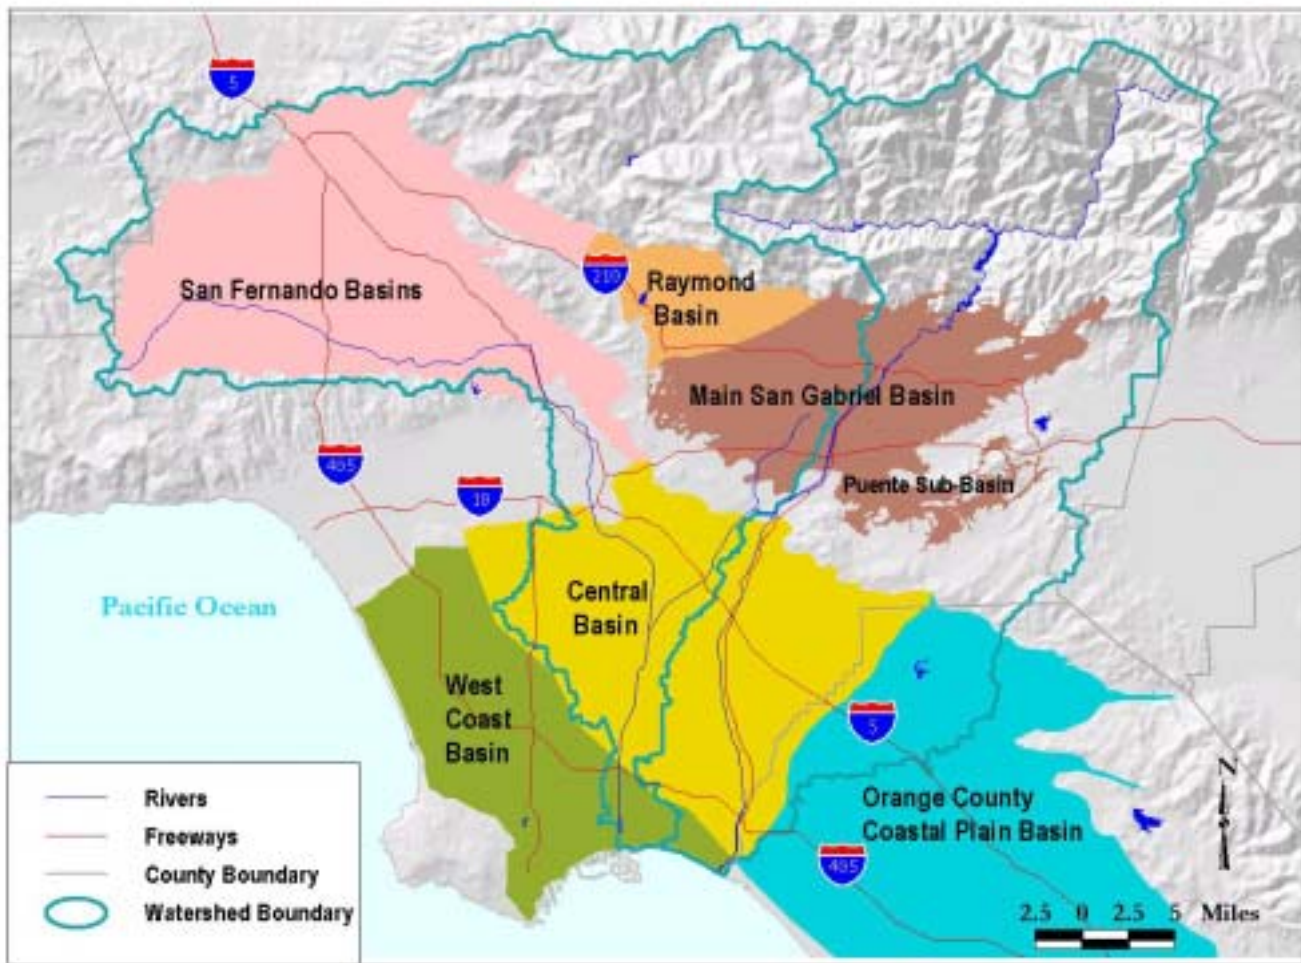 5
San Fernando Basins
210
Raymond
Basin
Main San Gabriel Basin
405
10
Puente Sub-Basin
Pacific Ocean
Central
Basin
West
Coast
Basin
5
Orange County
Coastal Plain Basin
405
Rivers
Freeways
County Boundary
Watershed Boundary
N
2.5 0 2.5 5 Miles